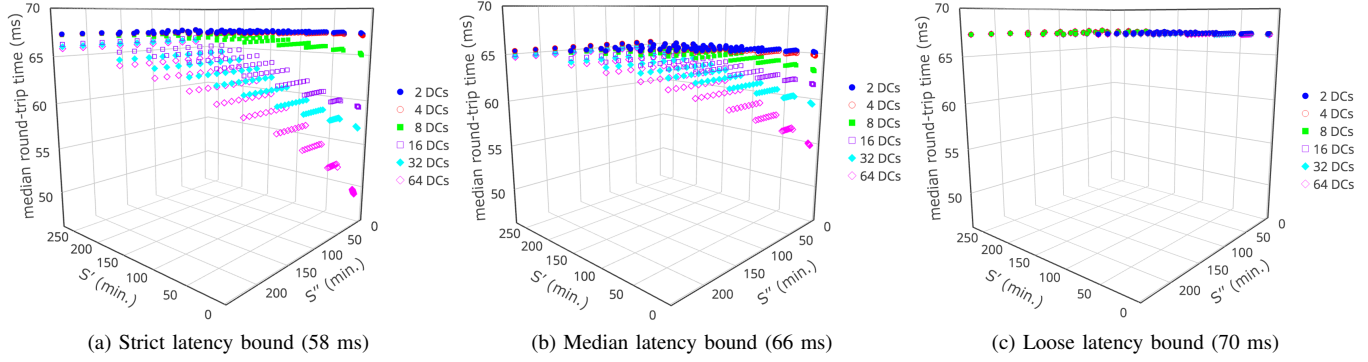 median round-trip time (ms)
70
65
60
55
50
250
200
150
100
50
0
S′ (min.)
200
150
100
50
0
S″ (min.)
2 DCs
4 DCs
8 DCs
16 DCs
32 DCs
64 DCs
(a) Strict latency bound (58 ms)
median round-trip time (ms)
70
65
60
55
50
250
200
150
100
50
0
S′ (min.)
200
150
100
50
0
S″ (min.)
2 DCs
4 DCs
8 DCs
16 DCs
32 DCs
64 DCs
(b) Median latency bound (66 ms)
median round-trip time (ms)
70
65
60
55
50
250
200
150
100
50
0
S′ (min.)
200
150
100
50
0
S″ (min.)
2 DCs
4 DCs
8 DCs
16 DCs
32 DCs
64 DCs
(c) Loose latency bound (70 ms)